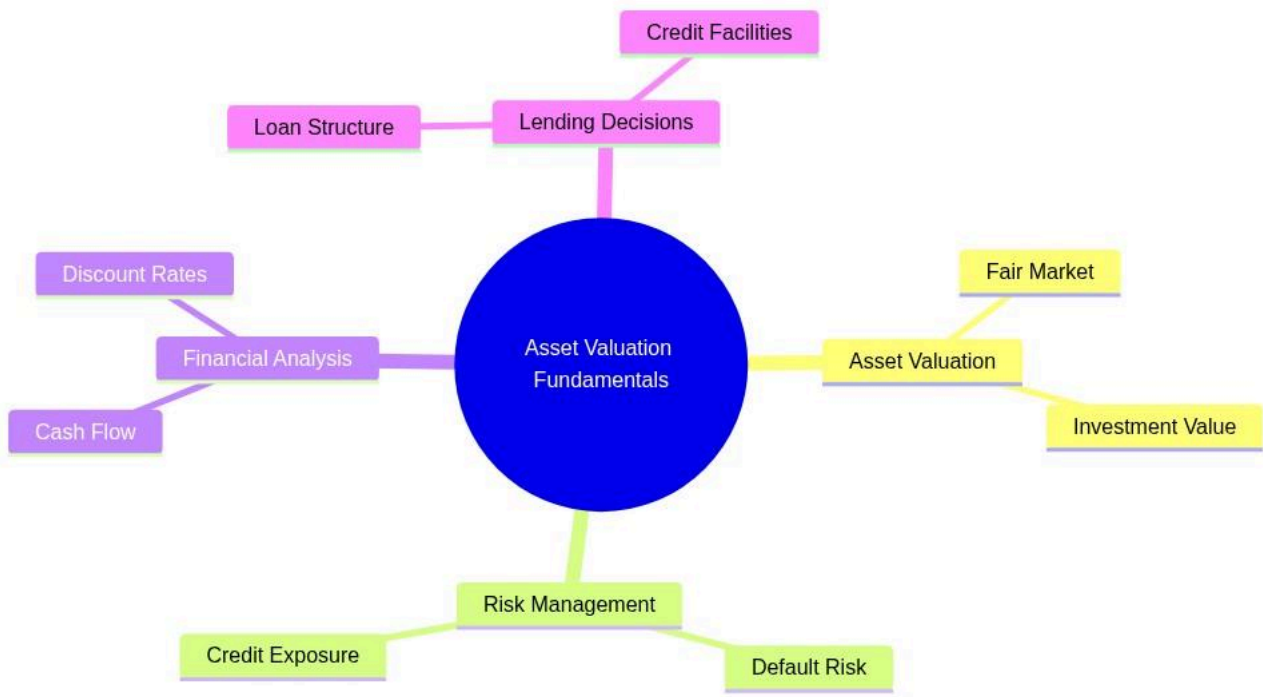 Credit Facilities
Lending Decisions
Loan Structure
Discount Rates
Fair Market
Financial Analysis
Asset Valuation
Fundamentals
Asset Valuation
Cash Flow
Investment Value
Risk Management
Credit Exposure
Default Risk